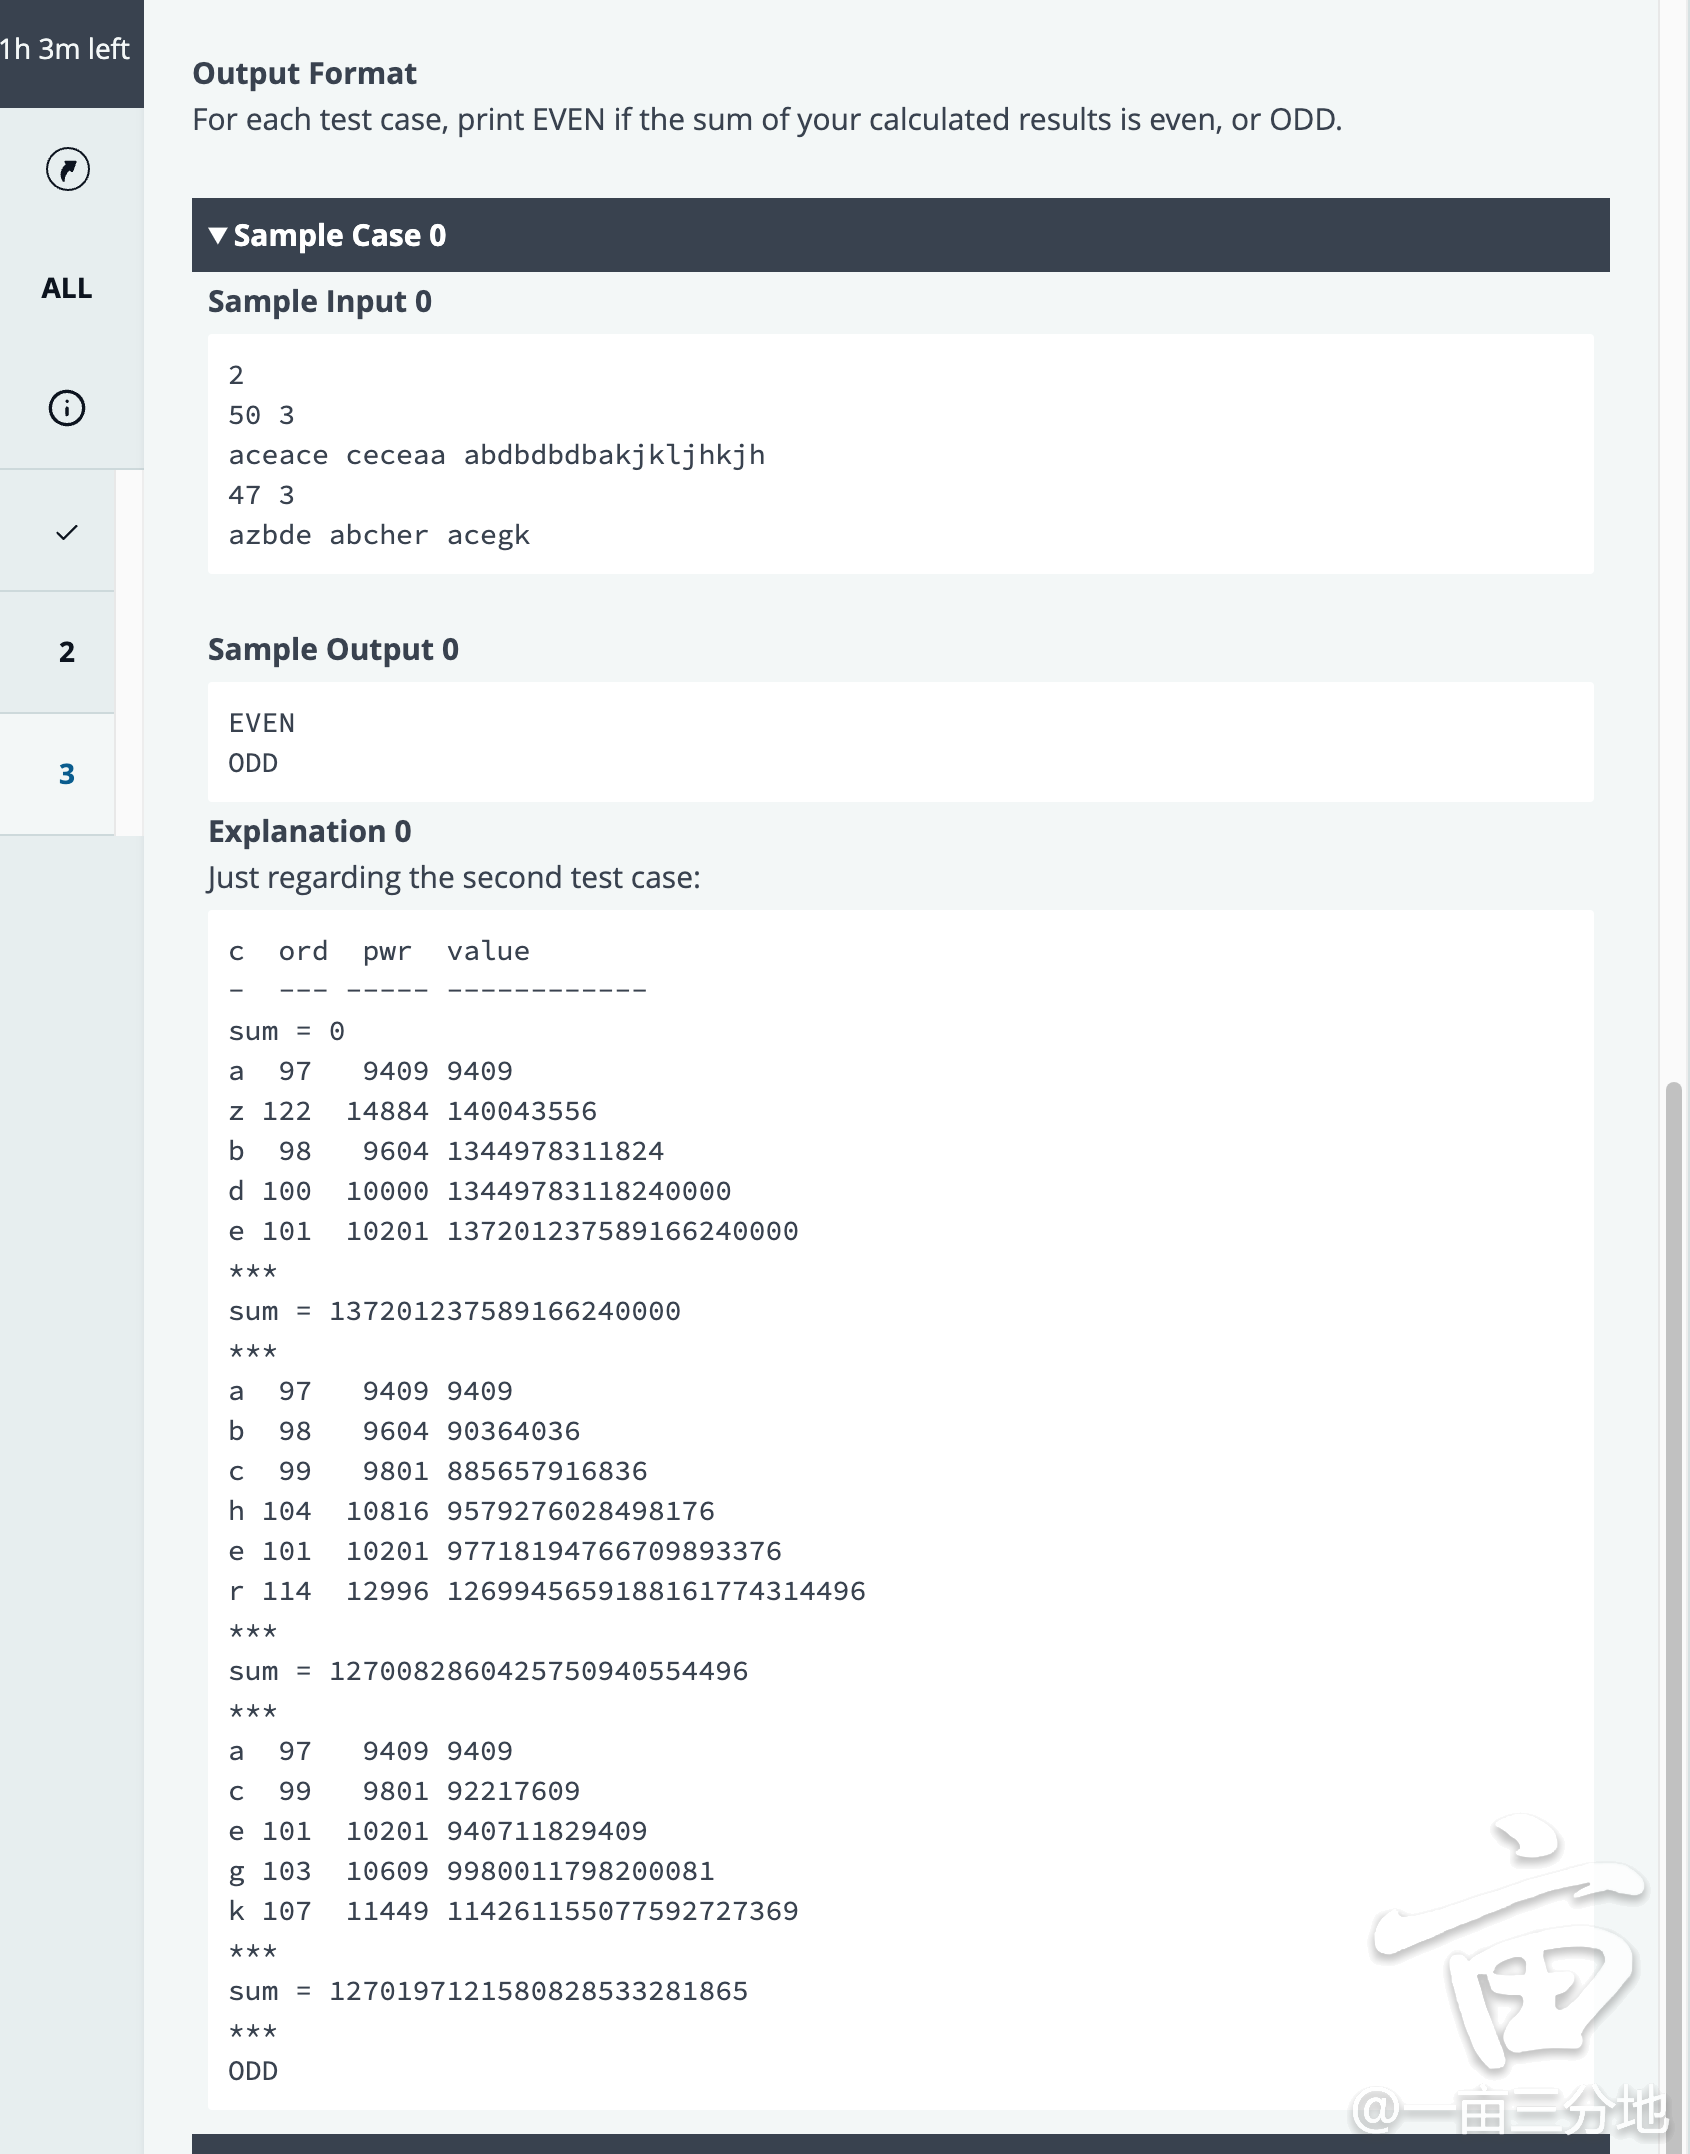 1h 3m left
ALL
2
3
Output Format
For each test case, print EVEN if the sum of your calculated results is even, or ODD.
▼ Sample Case 0
Sample Input 0
2
50 3
aceace ceceaa abdbdbdbakjkljhkjh
47 3
azbde abcher acegk
Sample Output 0
EVEN
ODD
Explanation 0
Just regarding the second test case:
c  ord  pwr  value
-  --- ----- ------------
sum = 0
a  97   9409 9409
z 122  14884 140043556
b  98   9604 1344978311824
d 100  10000 13449783118240000
e 101  10201 137201237589166240000
***
sum = 137201237589166240000
***
a  97   9409 9409
b  98   9604 90364036
c  99   9801 885657916836
h 104  10816 9579276028498176
e 101  10201 97718194766709893376
r 114  12996 1269945659188161774314496
***
sum = 1270082860425750940554496
***
a  97   9409 9409
c  99   9801 92217609
e 101  10201 940711829409
g 103  10609 9980011798200081
k 107  11449 114261155077592727369
***
sum = 1270197121580828533281865
***
ODD
@一亩三分地